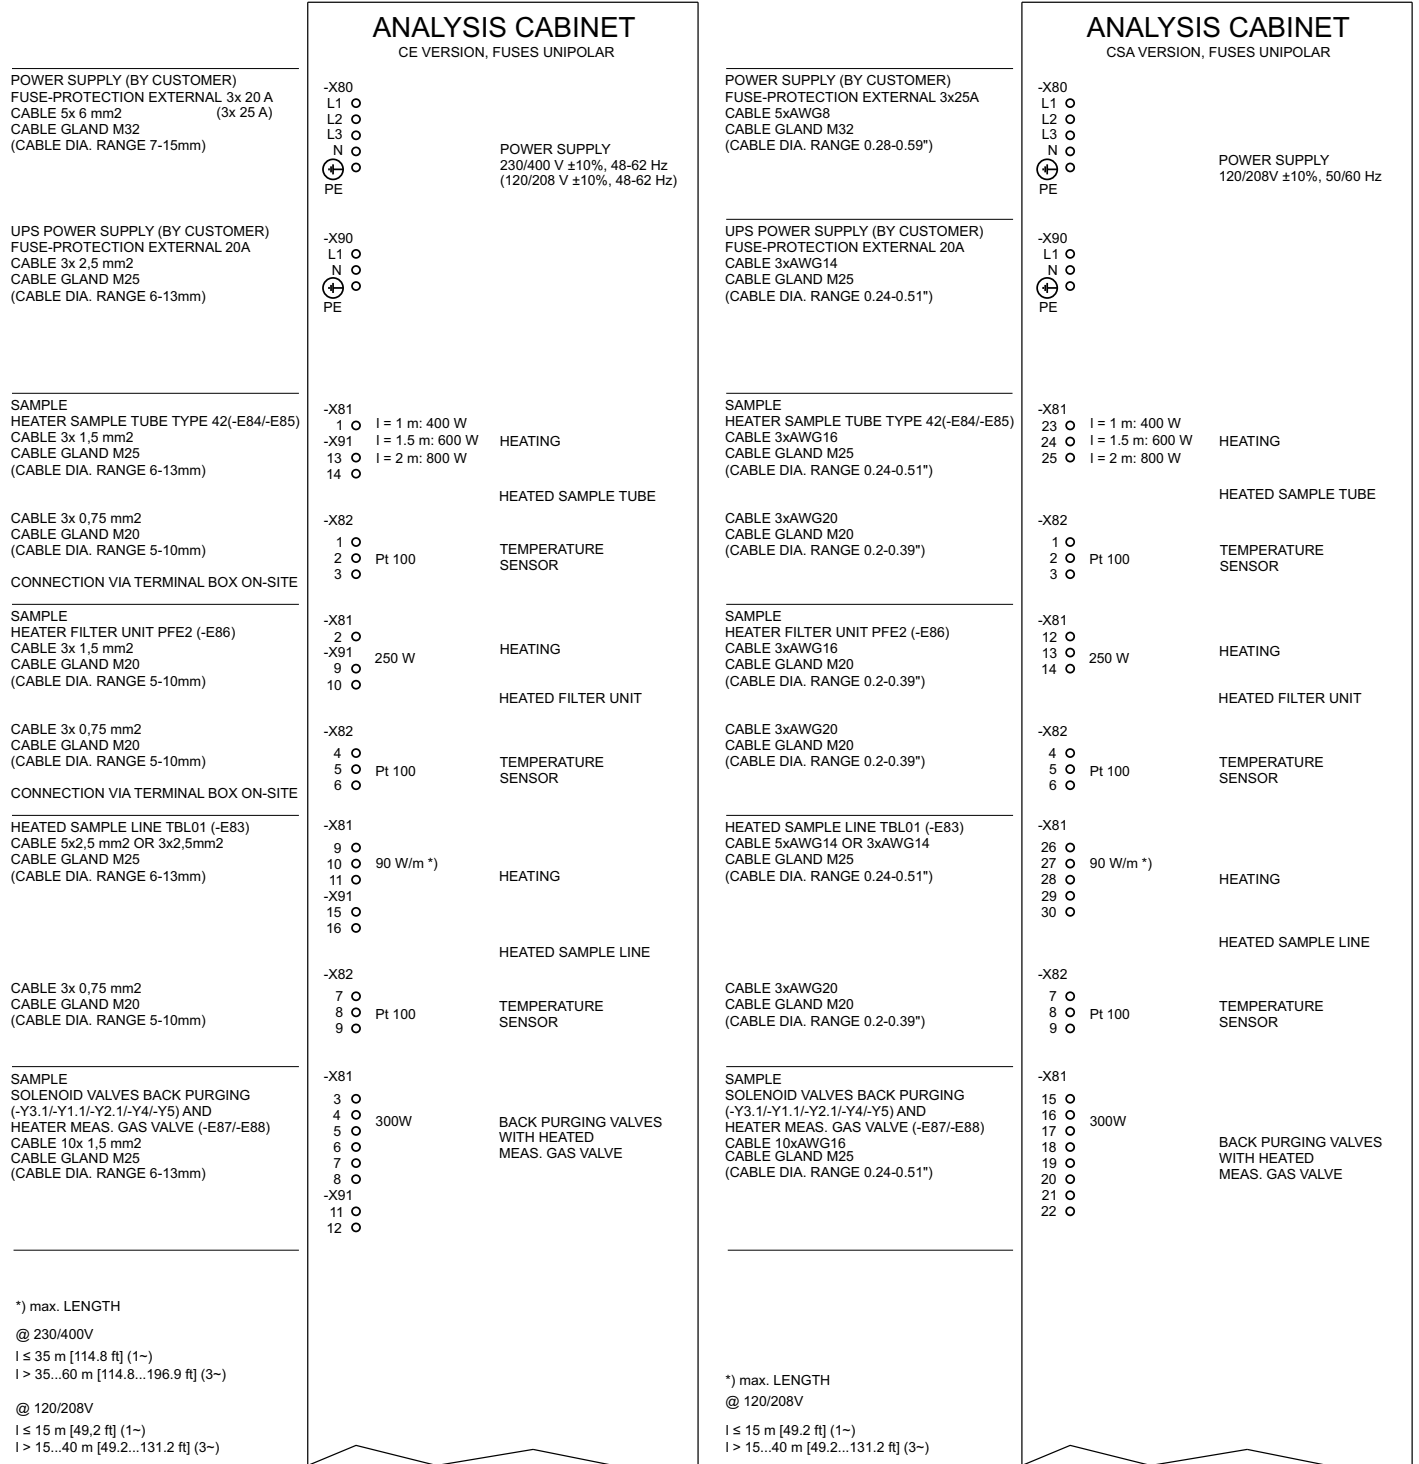 ANALYSIS CABINET
CE VERSION, FUSES UNIPOLAR
POWER SUPPLY (BY CUSTOMER)
FUSE-PROTECTION EXTERNAL 3x 20 A
CABLE 5x 6 mm2 (3x 25 A)
CABLE GLAND M32
(CABLE DIA. RANGE 7-15mm)
-X80
L1
L2
L3
N
PE
POWER SUPPLY
230/400 V ±10%, 48-62 Hz
(120/208 V ±10%, 48-62 Hz)
UPS POWER SUPPLY (BY CUSTOMER)
FUSE-PROTECTION EXTERNAL 20A
CABLE 3x 2,5 mm2
CABLE GLAND M25
(CABLE DIA. RANGE 6-13mm)
-X90
L1
N
PE
SAMPLE
HEATER SAMPLE TUBE TYPE 42(-E84/-E85)
CABLE 3x 1,5 mm2
CABLE GLAND M25
(CABLE DIA. RANGE 6-13mm)
-X81
1 l = 1 m: 400 W
-X91 l = 1.5 m: 600 W
13 l = 2 m: 800 W
14
HEATING
HEATED SAMPLE TUBE
CABLE 3x 0,75 mm2
CABLE GLAND M20
(CABLE DIA. RANGE 5-10mm)
CONNECTION VIA TERMINAL BOX ON-SITE
-X82
1
2 Pt 100
3
TEMPERATURE
SENSOR
SAMPLE
HEATER FILTER UNIT PFE2 (-E86)
CABLE 3x 1,5 mm2
CABLE GLAND M20
(CABLE DIA. RANGE 5-10mm)
-X81
2
-X91
9
10
250 W
HEATING
HEATED FILTER UNIT
CABLE 3x 0,75 mm2
CABLE GLAND M20
(CABLE DIA. RANGE 5-10mm)
CONNECTION VIA TERMINAL BOX ON-SITE
-X82
4
5 Pt 100
6
TEMPERATURE
SENSOR
HEATED SAMPLE LINE TBL01 (-E83)
CABLE 5x2,5 mm2 OR 3x2,5mm2
CABLE GLAND M25
(CABLE DIA. RANGE 6-13mm)
-X81
9
10 90 W/m *)
11
-X91
15
16
HEATING
HEATED SAMPLE LINE
CABLE 3x 0,75 mm2
CABLE GLAND M20
(CABLE DIA. RANGE 5-10mm)
-X82
7
8 Pt 100
9
TEMPERATURE
SENSOR
SAMPLE
SOLENOID VALVES BACK PURGING
(-Y3.1/-Y1.1/-Y2.1/-Y4/-Y5) AND
HEATER MEAS. GAS VALVE (-E87/-E88)
CABLE 10x 1,5 mm2
CABLE GLAND M25
(CABLE DIA. RANGE 6-13mm)
-X81
3
4
5
6
7
8
-X91
11
12
300W
BACK PURGING VALVES
WITH HEATED
MEAS. GAS VALVE
*) max. LENGTH
@ 230/400V
l ≤ 35 m [114.8 ft] (1~)
l > 35...60 m [114.8...196.9 ft] (3~)
@ 120/208V
l ≤ 15 m [49,2 ft] (1~)
l > 15...40 m [49.2...131.2 ft] (3~)
ANALYSIS CABINET
CSA VERSION, FUSES UNIPOLAR
POWER SUPPLY (BY CUSTOMER)
FUSE-PROTECTION EXTERNAL 3x25A
CABLE 5xAWG8
CABLE GLAND M32
(CABLE DIA. RANGE 0.28-0.59")
-X80
L1
L2
L3
N
PE
POWER SUPPLY
120/208V ±10%, 50/60 Hz
UPS POWER SUPPLY (BY CUSTOMER)
FUSE-PROTECTION EXTERNAL 20A
CABLE 3xAWG14
CABLE GLAND M25
(CABLE DIA. RANGE 0.24-0.51")
-X90
L1
N
PE
SAMPLE
HEATER SAMPLE TUBE TYPE 42(-E84/-E85)
CABLE 3xAWG16
CABLE GLAND M25
(CABLE DIA. RANGE 0.24-0.51")
-X81
23 l = 1 m: 400 W
24 l = 1.5 m: 600 W
25 l = 2 m: 800 W
HEATING
HEATED SAMPLE TUBE
CABLE 3xAWG20
CABLE GLAND M20
(CABLE DIA. RANGE 0.2-0.39")
-X82
1
2 Pt 100
3
TEMPERATURE
SENSOR
SAMPLE
HEATER FILTER UNIT PFE2 (-E86)
CABLE 3xAWG16
CABLE GLAND M20
(CABLE DIA. RANGE 0.2-0.39")
-X81
12
13
14
250 W
HEATING
HEATED FILTER UNIT
CABLE 3xAWG20
CABLE GLAND M20
(CABLE DIA. RANGE 0.2-0.39")
-X82
4
5 Pt 100
6
TEMPERATURE
SENSOR
HEATED SAMPLE LINE TBL01 (-E83)
CABLE 5xAWG14 OR 3xAWG14
CABLE GLAND M25
(CABLE DIA. RANGE 0.24-0.51")
-X81
26
27 90 W/m *)
28
29
30
HEATING
HEATED SAMPLE LINE
CABLE 3xAWG20
CABLE GLAND M20
(CABLE DIA. RANGE 0.2-0.39")
-X82
7
8 Pt 100
9
TEMPERATURE
SENSOR
SAMPLE
SOLENOID VALVES BACK PURGING
(-Y3.1/-Y1.1/-Y2.1/-Y4/-Y5) AND
HEATER MEAS. GAS VALVE (-E87/-E88)
CABLE 10xAWG16
CABLE GLAND M25
(CABLE DIA. RANGE 0.24-0.51")
-X81
15
16
17
18
19
20
21
22
300W
BACK PURGING VALVES
WITH HEATED
MEAS. GAS VALVE
*) max. LENGTH
@ 120/208V
l ≤ 15 m [49.2 ft] (1~)
l > 15...40 m [49.2...131.2 ft] (3~)